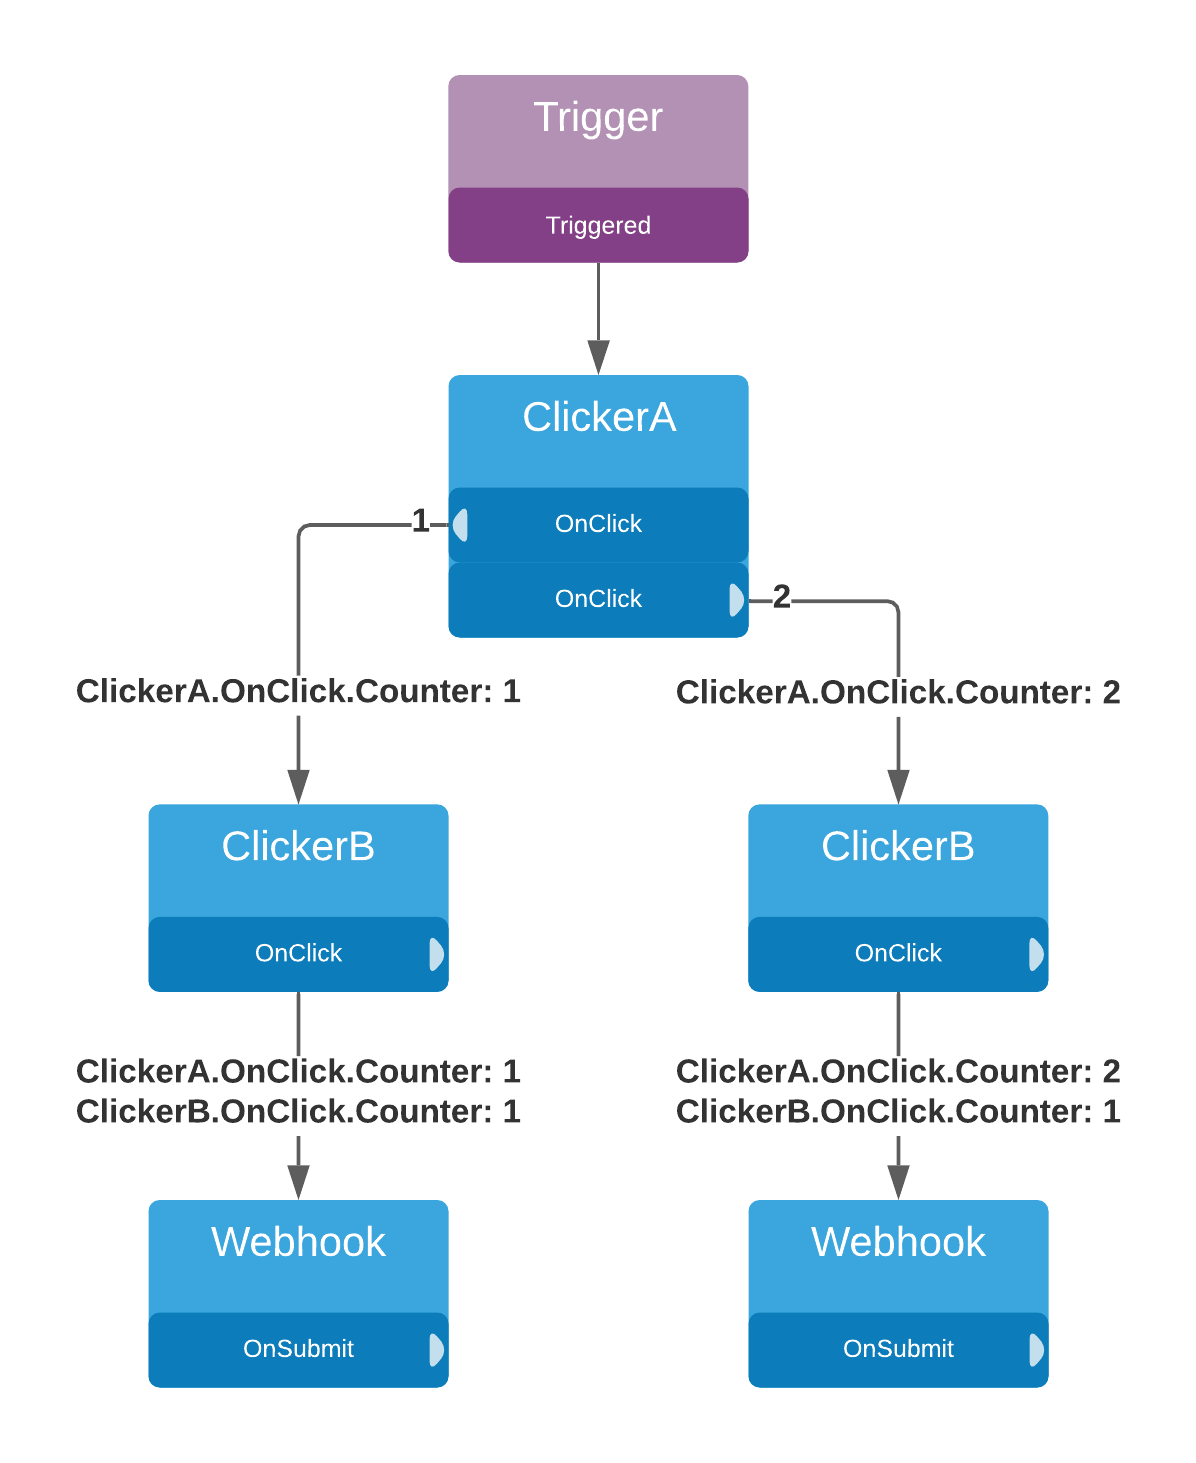 Trigger
Triggered
ClickerA
1
OnClick
OnClick
2
ClickerA.OnClick.Counter: 1
ClickerA.OnClick.Counter: 2
ClickerB
ClickerB
OnClick
OnClick
ClickerA.OnClick.Counter: 1
ClickerB.OnClick.Counter: 1
ClickerA.OnClick.Counter: 2
ClickerB.OnClick.Counter: 1
Webhook
Webhook
OnSubmit
OnSubmit